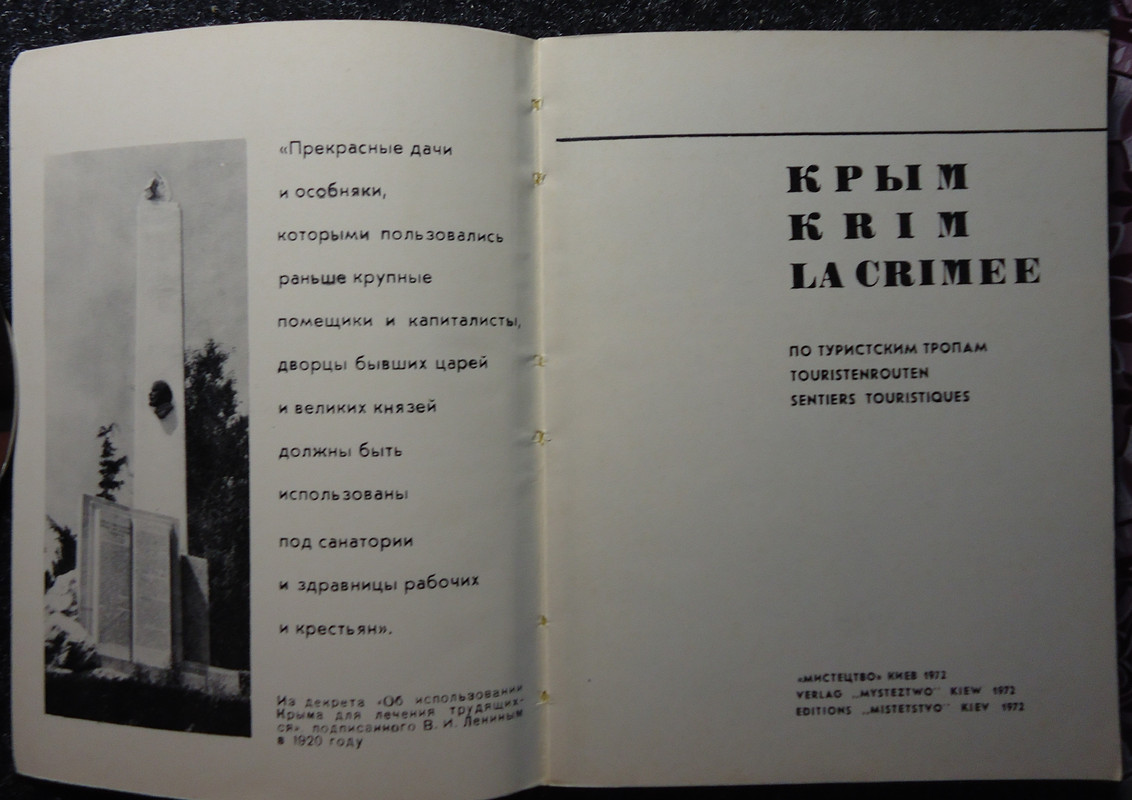 «Прекрасные дачи
и особняки,
которыми пользовались
раньше крупные
помещики и капиталисты,
дворцы бывших царей
и великих князей
должны быть
использованы
под санатории
и здравницы рабочих
и крестьян».
Из декрета «Об использовании
Крыма для лечения трудящих-
ся», подписанного В. И. Лениным
в 1920 году
КРЫМ
KRIM
LA CRIMEE
ПО ТУРИСТСКИМ ТРОПАМ
TOURISTENROUTEN
SENTIERS TOURISTIQUES
«МИСТЕЦТВО» КИЕВ 1972
VERLAG „MYSTEZTWO" KIEW 1972
EDITIONS „MISTETSTVO" KIEV 1972